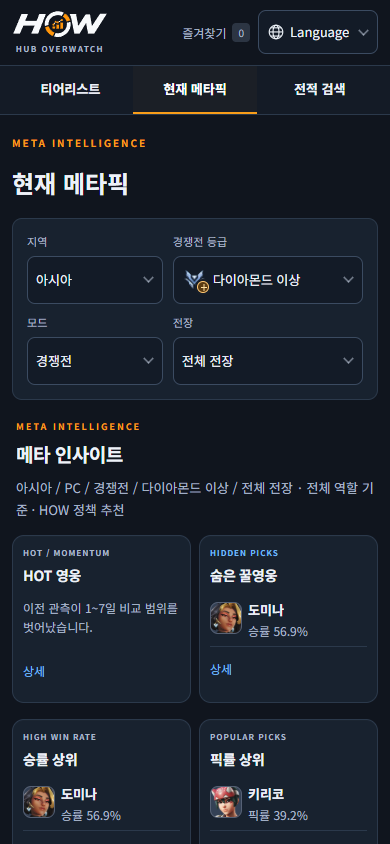 HOW
HUB OVERWATCH
즐겨찾기 0
Language
티어리스트 현재 메타픽 전적 검색
META INTELLIGENCE
현재 메타픽
지역 경쟁전 등급
아시아 다이아몬드 이상
모드 전장
경쟁전 전체 전장
META INTELLIGENCE
메타 인사이트
아시아 / PC / 경쟁전 / 다이아몬드 이상 / 전체 전장 · 전체 역할 기
준 · HOW 정책 추천
HOT / MOMENTUM
HOT 영웅
이전 관측이 1~7일 비교 범위를
벗어났습니다.
상세
HIDDEN PICKS
숨은 꿀영웅
도미나
승률 56.9%
상세
HIGH WIN RATE
승률 상위
도미나
승률 56.9%
POPULAR PICKS
픽률 상위
키리코
픽률 39.2%